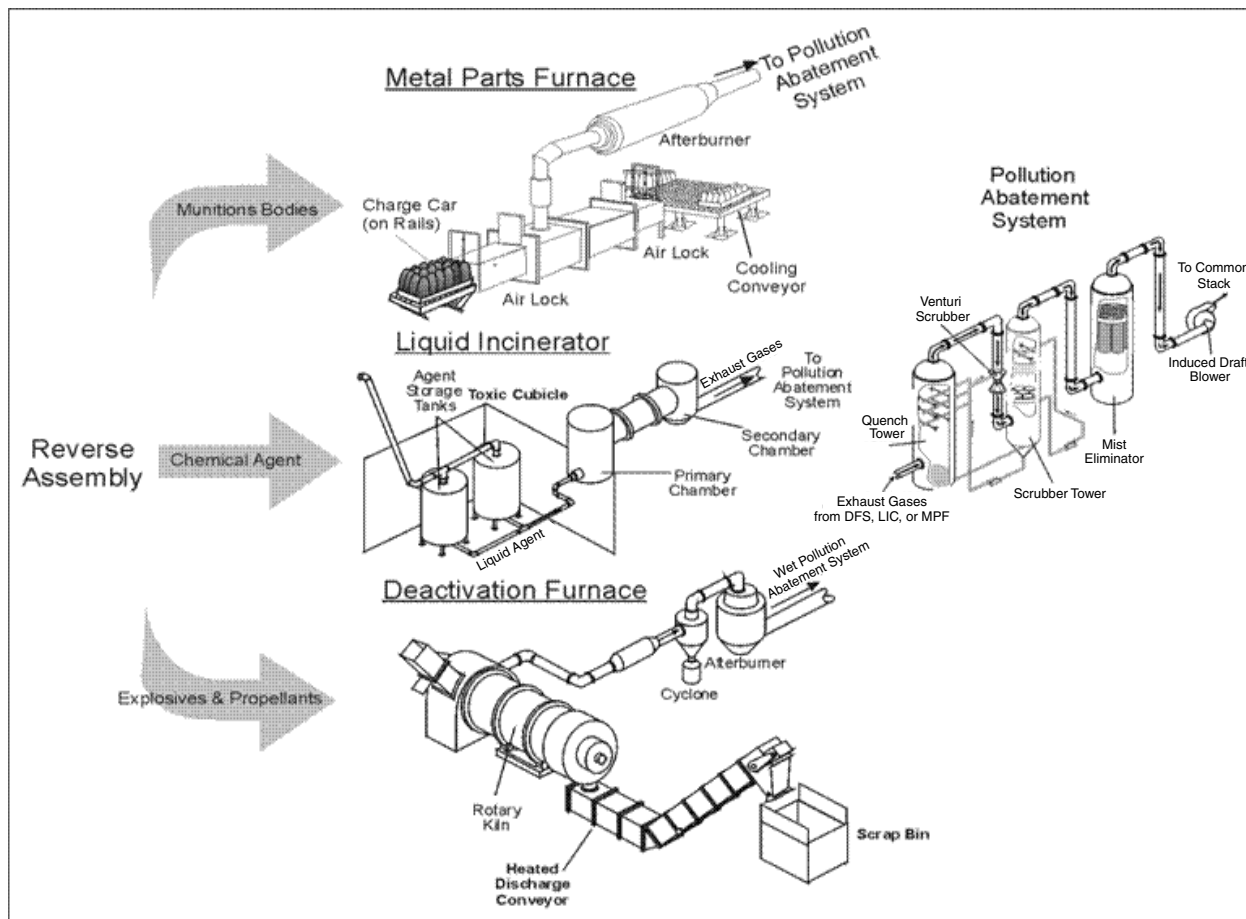 Metal Parts Furnace
To Pollution
Abatement
System
Afterburner
Munitions Bodies
Charge Car
(on Rails)
Air Lock
Air Lock
Cooling
Conveyor
Liquid Incinerator
Agent
Storage
Tanks
Toxic Cubicle
Exhaust Gases
To
Pollution
Abatement
System
Secondary
Chamber
Primary
Chamber
Liquid Agent
Reverse
Assembly
Chemical Agent
Deactivation Furnace
Wet Pollution
Abatement System
Afterburner
Cyclone
Explosives & Propellants
Rotary
Kiln
Heated
Discharge
Conveyor
Scrap Bin
Pollution
Abatement
System
To Common
Stack
Venturi
Scrubber
Induced Draft
Blower
Quench
Tower
Mist
Eliminator
Scrubber Tower
Exhaust Gases
from DFS, LIC, or MPF